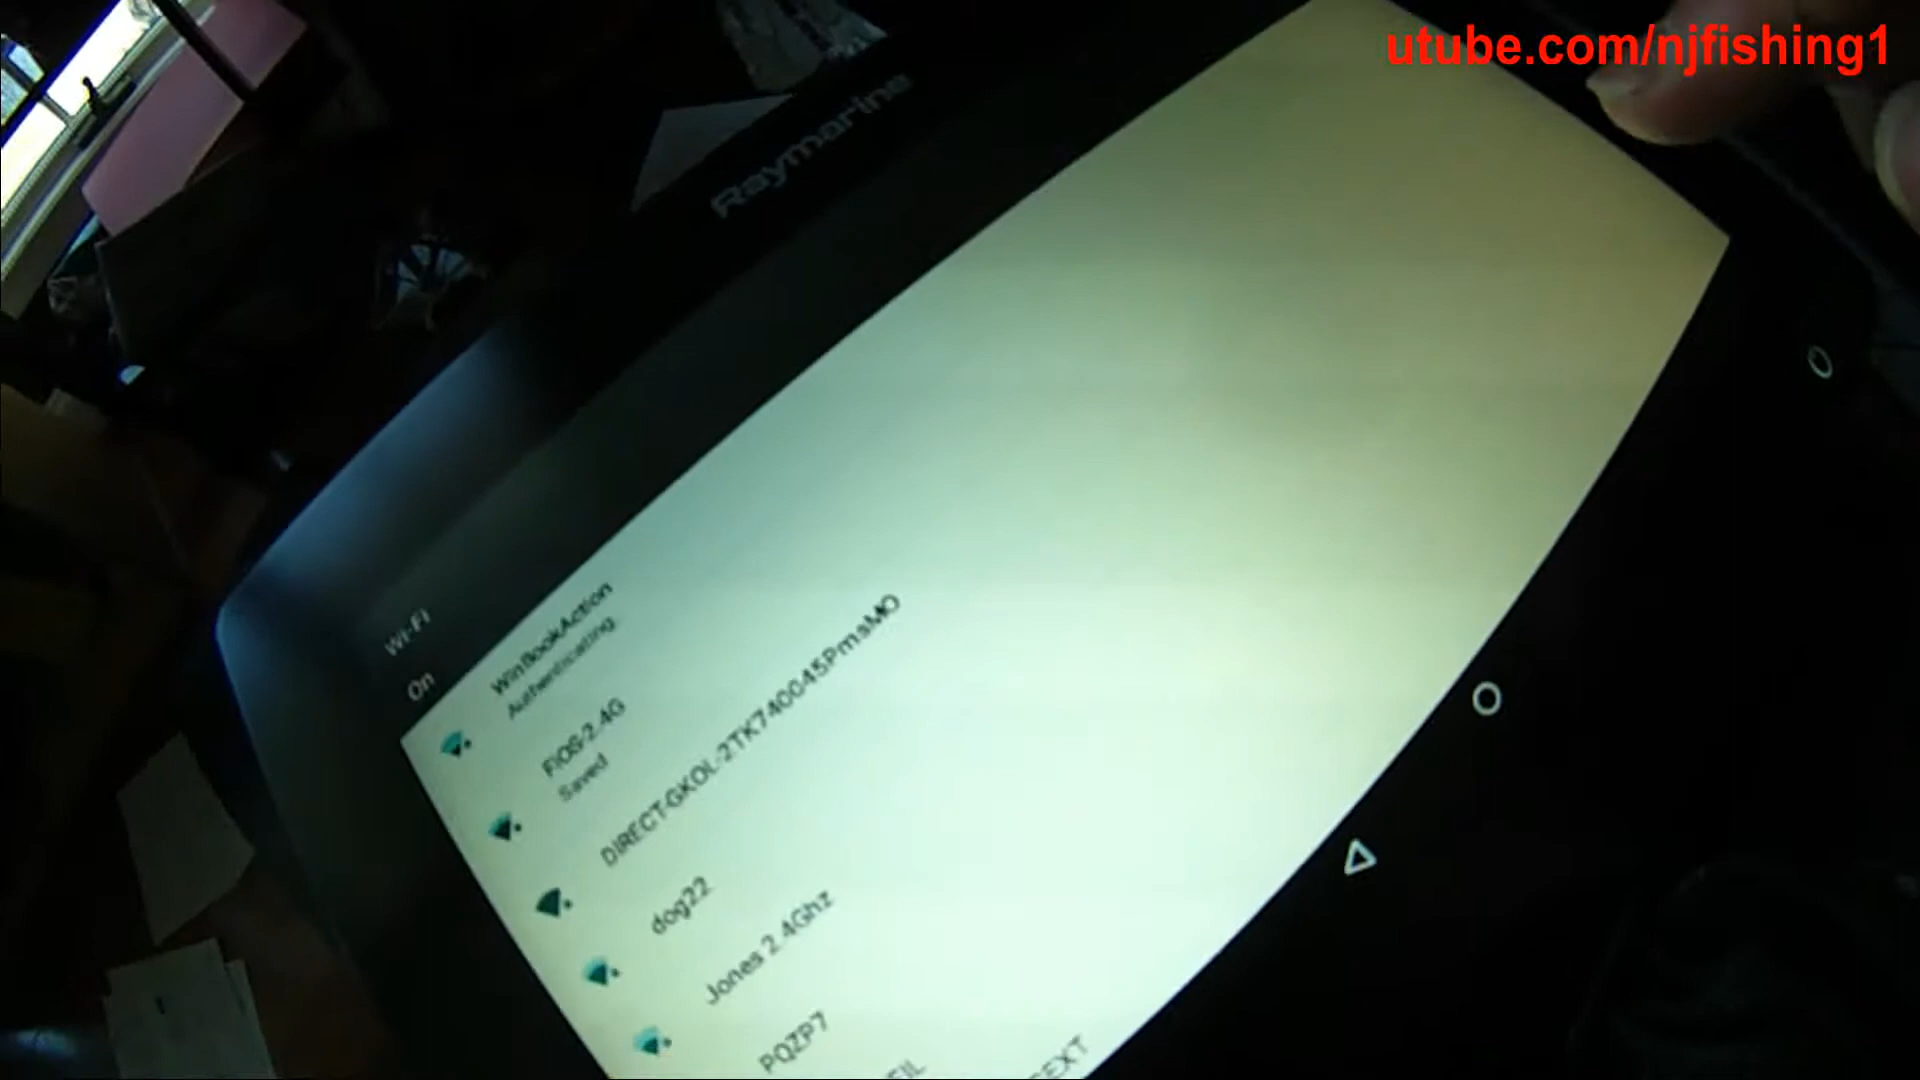 utube.com/njfishing1
Raymarine
Wi-Fi
On
WinBookAction
Authenticating
FiOS-2.4G
Saved
DIRECT-GKOL-2TK740045PmsMO
dog22
Jones 2.4Ghz
PQZP7